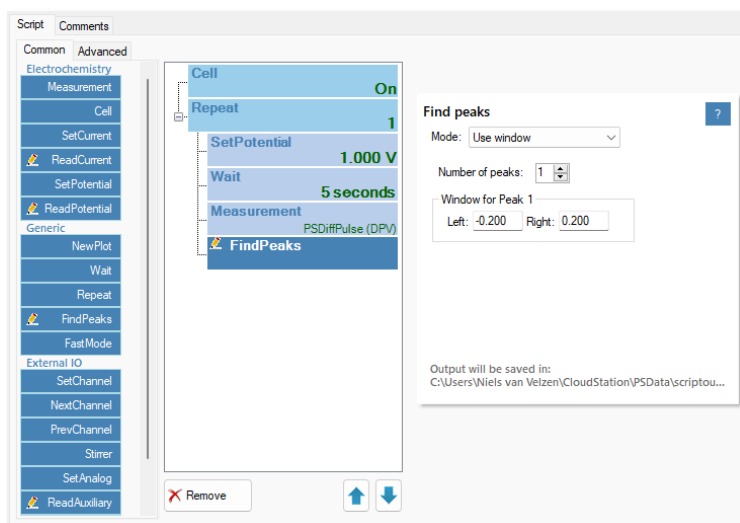 Script Comments
Common Advanced
Electrochemistry
Measurement
Cell
SetCurrent
ReadCurrent
SetPotential
ReadPotential
Generic
NewPlot
Wait
Repeat
FindPeaks
FastMode
External IO
SetChannel
NextChannel
PrevChannel
Stirrer
SetAnalog
ReadAuxiliary
Cell
On
Repeat
1
SetPotential
1.000 V
Wait
5 seconds
Measurement
PSDiffPulse (DPV)
FindPeaks
Remove
Find peaks
?
Mode: Use window
Number of peaks: 1
Window for Peak 1
Left: -0.200 Right: 0.200
Output will be saved in:
C:\Users\Niels van Velzen\CloudStation\PSData\scriptou...